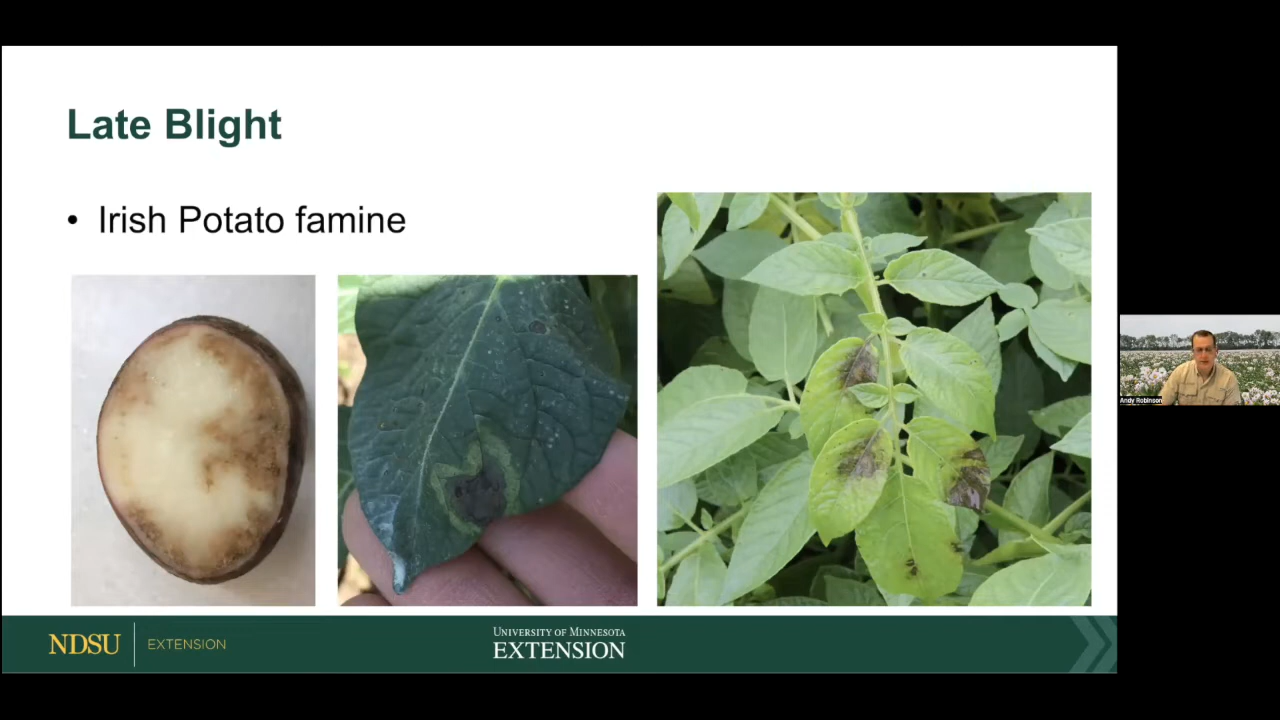 Late Blight
• Irish Potato famine
Andy Robinson
NDSU EXTENSION
UNIVERSITY OF MINNESOTA
EXTENSION